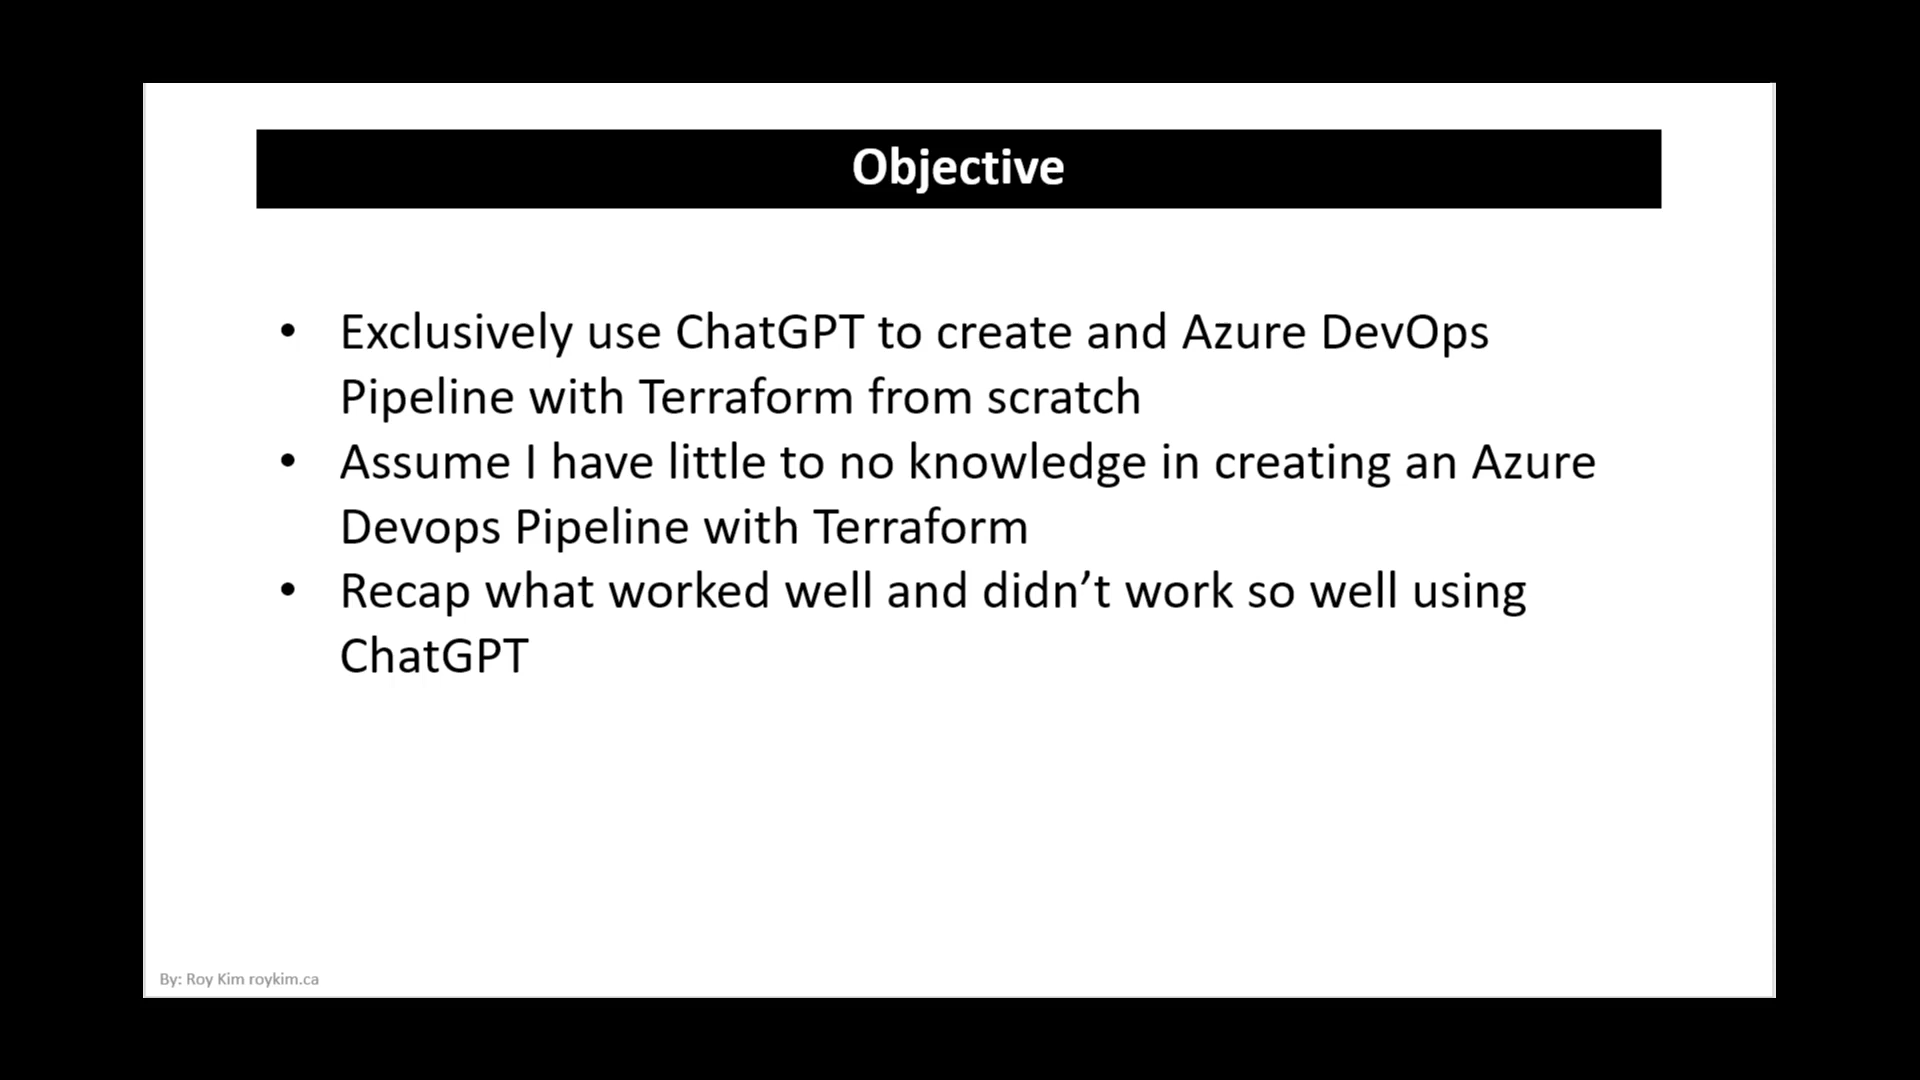 Objective
• Exclusively use ChatGPT to create and Azure DevOps
Pipeline with Terraform from scratch
• Assume I have little to no knowledge in creating an Azure
Devops Pipeline with Terraform
• Recap what worked well and didn’t work so well using
ChatGPT
By: Roy Kim roykim.ca